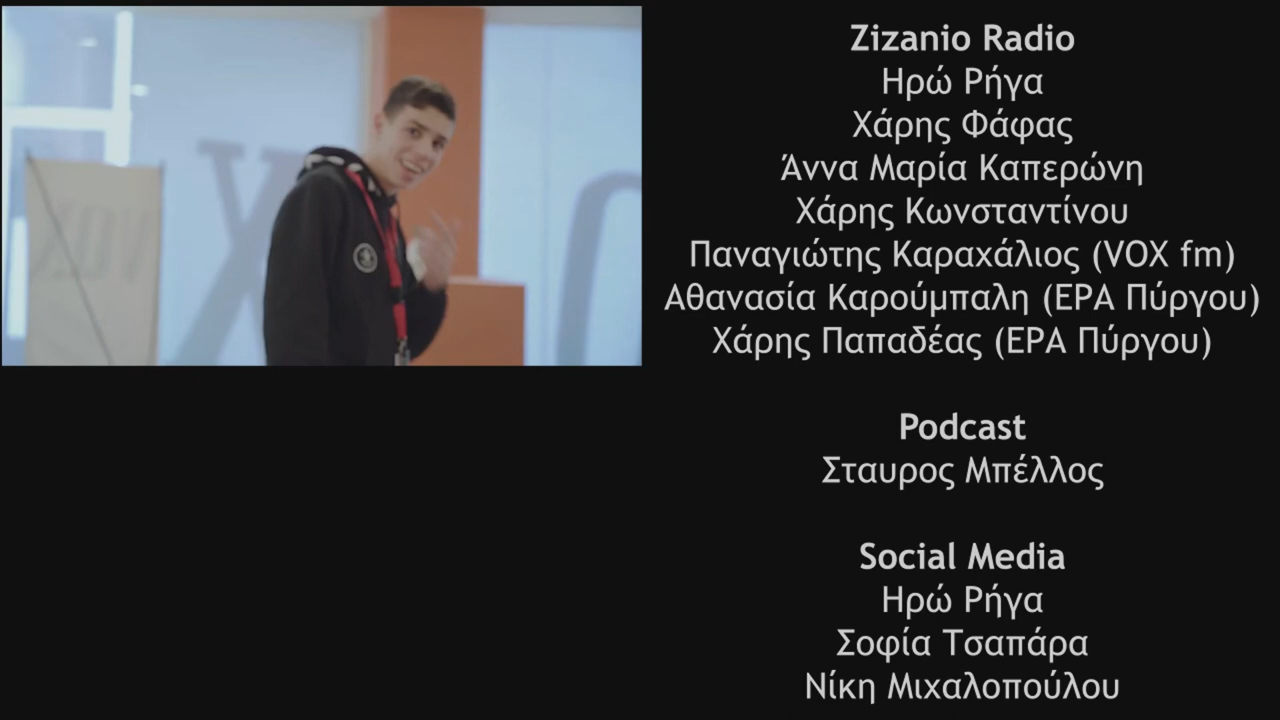 Zizanio Radio
Ηρώ Ρήγα
Χάρης Φάφας
Άννα Μαρία Καπερώνη
Χάρης Κωνσταντίνου
Παναγιώτης Καραχάλιος (VOX fm)
Αθανασία Καρούμπαλη (ΕΡΑ Πύργου)
Χάρης Παπαδέας (ΕΡΑ Πύργου)
Podcast
Σταυρος Μπέλλος
Social Media
Ηρώ Ρήγα
Σοφία Τσαπάρα
Νίκη Μιχαλοπούλου